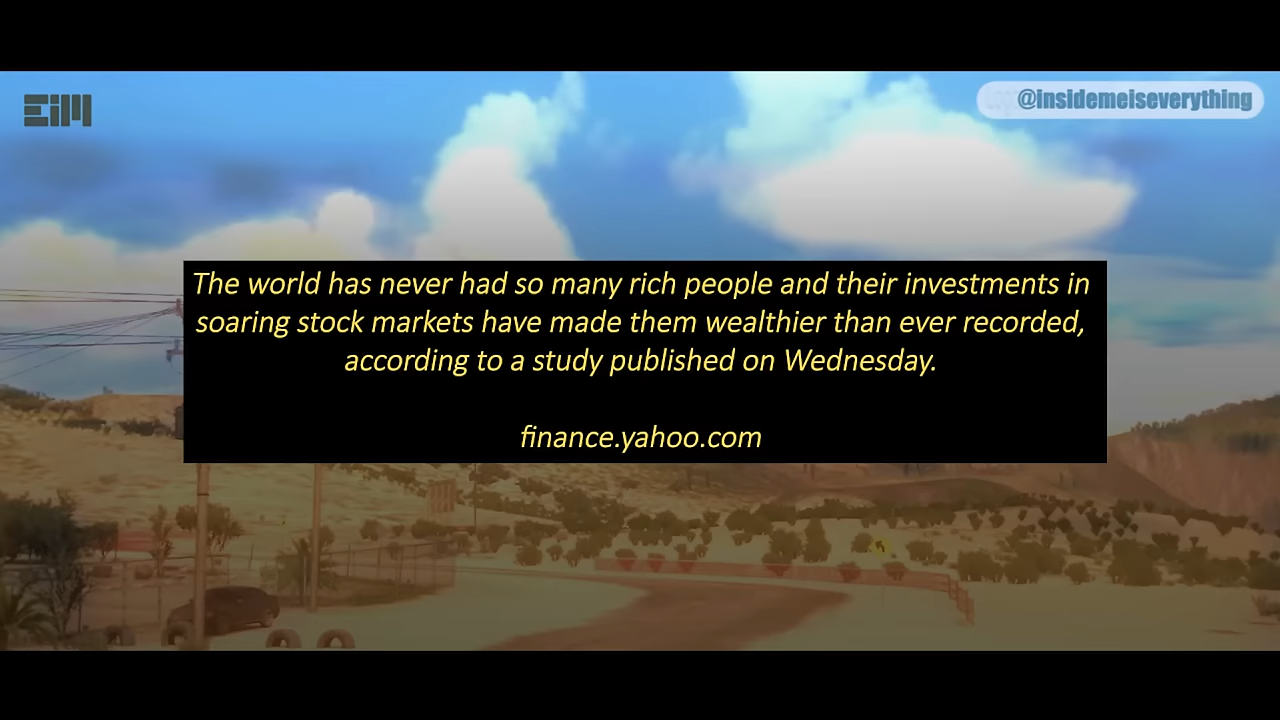 EiM
@insidemeiseverything
The world has never had so many rich people and their investments in
soaring stock markets have made them wealthier than ever recorded,
according to a study published on Wednesday.
finance.yahoo.com